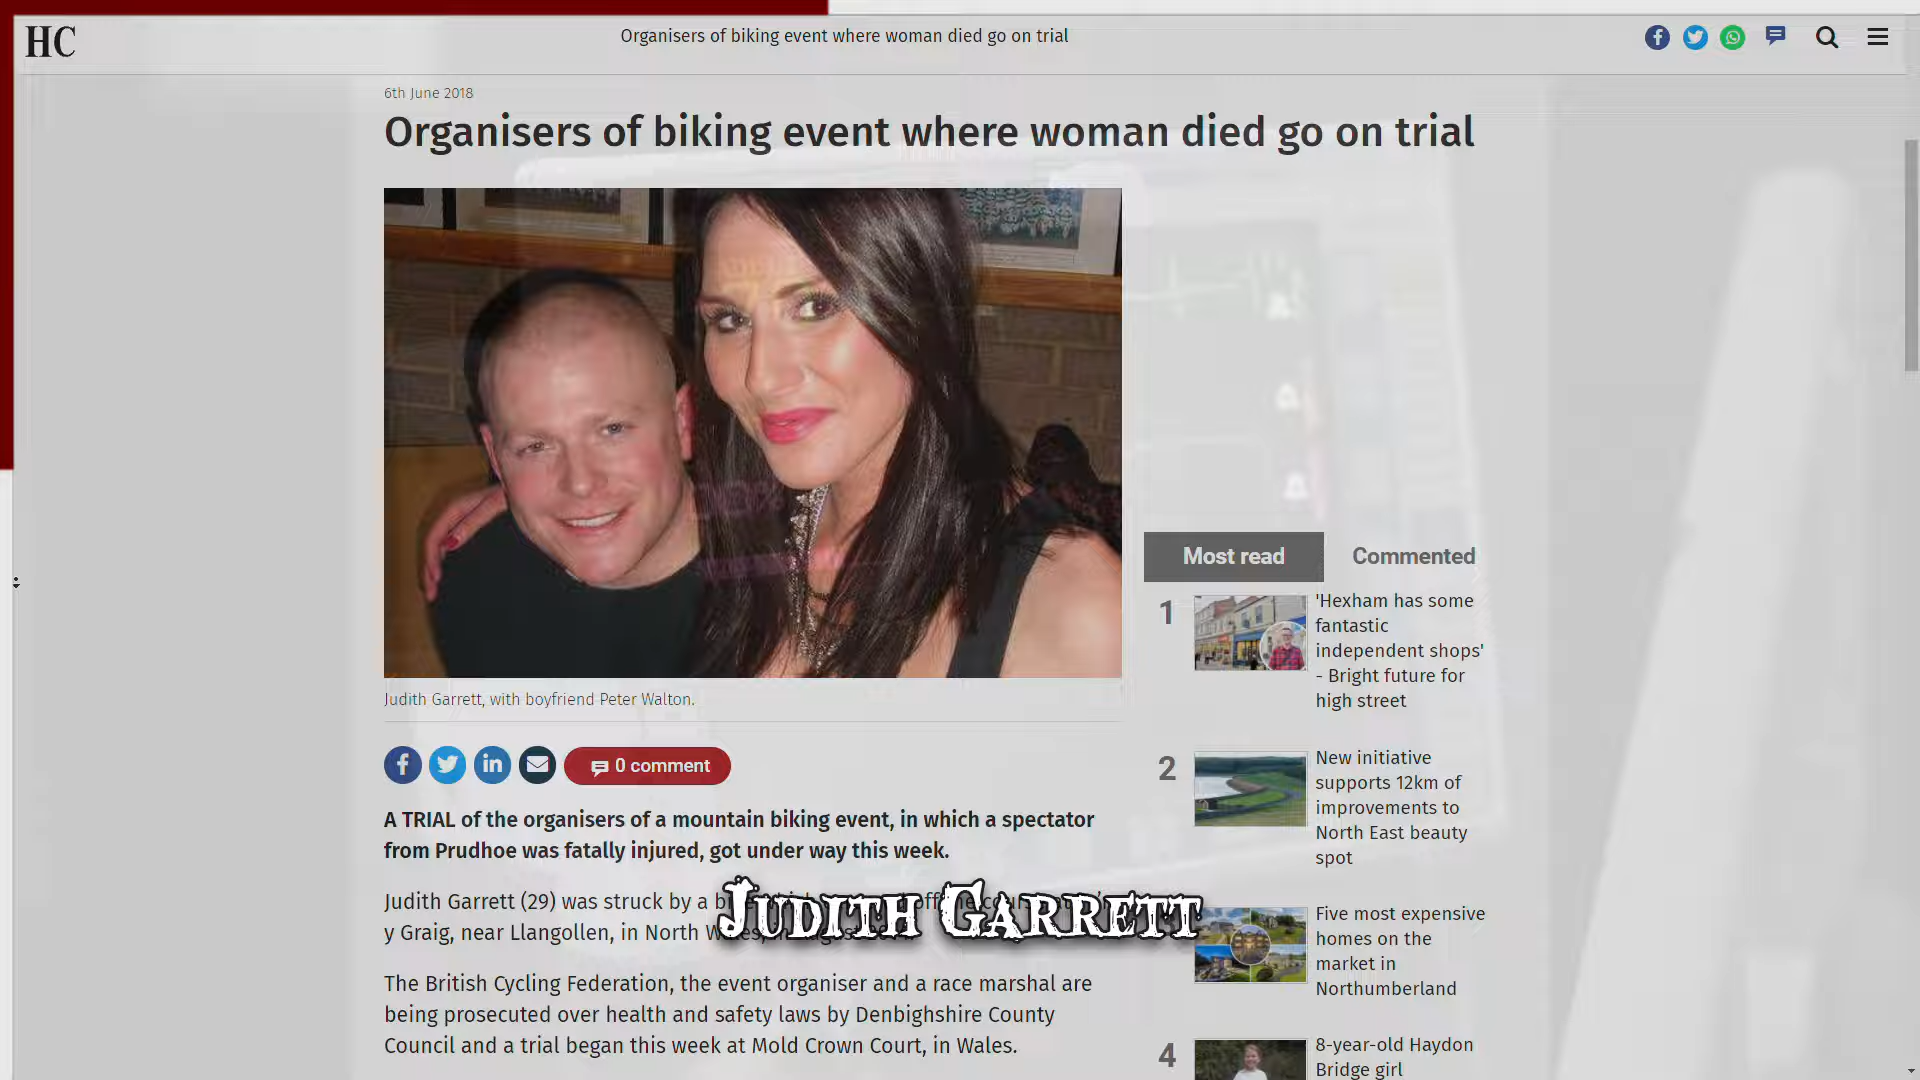 HC
Organisers of biking event where woman died go on trial
6th June 2018
Organisers of biking event where woman died go on trial
Judith Garrett, with boyfriend Peter Walton.
0 comment
A TRIAL of the organisers of a mountain biking event, in which a spectator
from Prudhoe was fatally injured, got under way this week.
Judith Garrett (29) was struck by a
y Graig, near Llangollen, in North
The British Cycling Federation, the event organiser and a race marshal are
being prosecuted over health and safety laws by Denbighshire County
Council and a trial began this week at Mold Crown Court, in Wales.
JUDITH GARRETT
Most read
Commented
1
'Hexham has some
fantastic
independent shops'
- Bright future for
high street
2
New initiative
supports 12km of
improvements to
North East beauty
spot
Five most expensive
homes on the
market in
Northumberland
4
8-year-old Haydon
Bridge girl